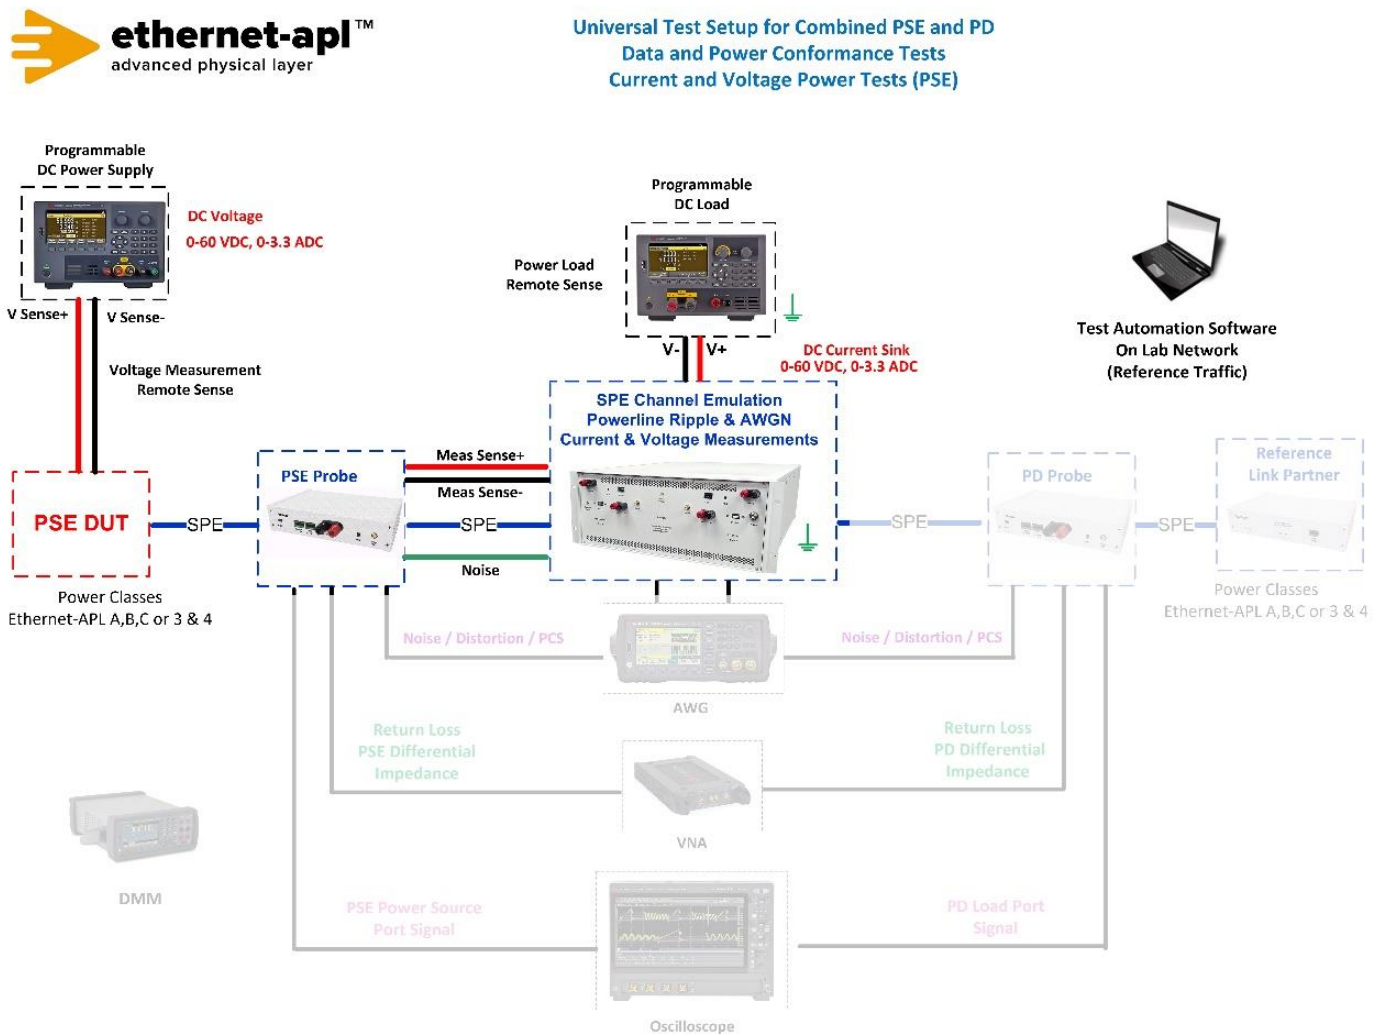 ethernet-apl™
advanced physical layer
Universal Test Setup for Combined PSE and PD
Data and Power Conformance Tests
Current and Voltage Power Tests (PSE)
Programmable
DC Power Supply
DC Voltage
0-60 VDC, 0-3.3 ADC
V Sense+
V Sense-
Voltage Measurement
Remote Sense
Programmable
DC Load
Power Load
Remote Sense
V-
V+
DC Current Sink
0-60 VDC, 0-3.3 ADC
Test Automation Software
On Lab Network
(Reference Traffic)
SPE Channel Emulation
Powerline Ripple & AWGN
Current & Voltage Measurements
PSE DUT
SPE
PSE Probe
Meas Sense+
Meas Sense-
SPE
Noise
SPE
PD Probe
SPE
Reference
Link Partner
Power Classes
Ethernet-APL A,B,C or 3 & 4
Power Classes
Ethernet-APL A,B,C or 3 & 4
Noise / Distortion / PCS
Noise / Distortion / PCS
AWG
Return Loss
PSE Differential
Impedance
Return Loss
PD Differential
Impedance
VNA
DMM
PSE Power Source
Port Signal
PD Load Port
Signal
Oscilloscope